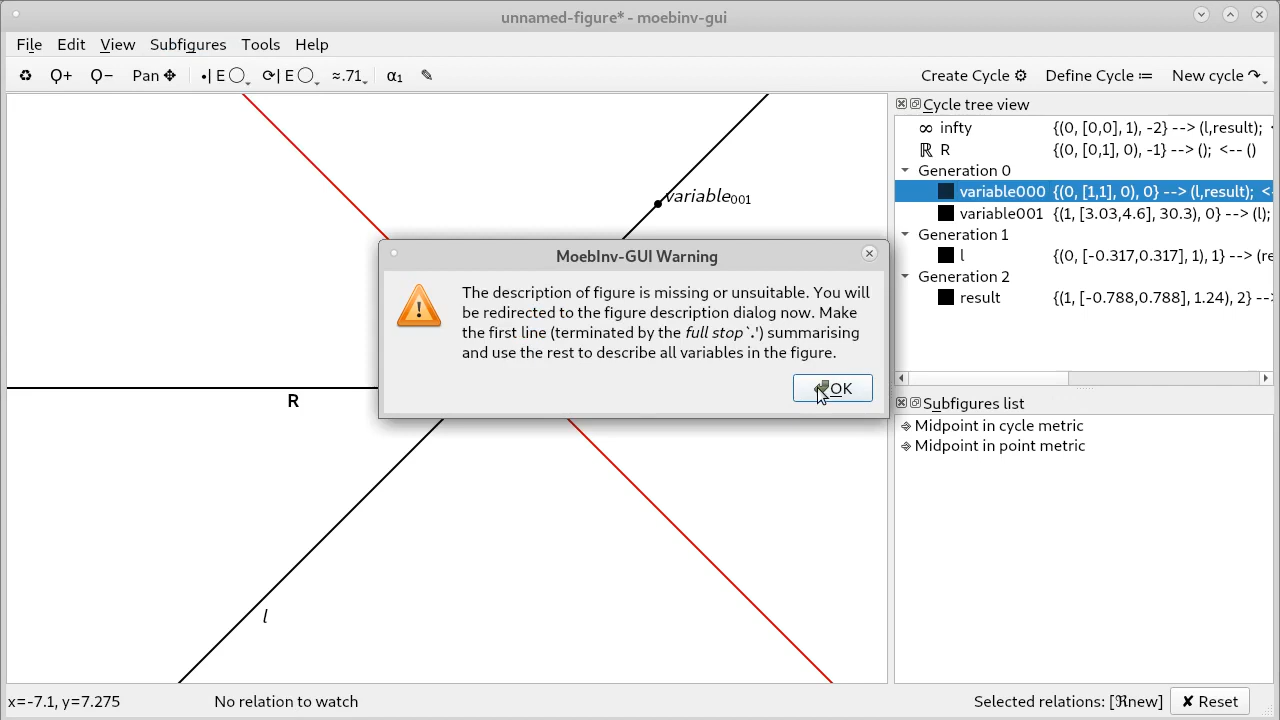 unnamed-figure* - moebinv-gui
File Edit View Subfigures Tools Help
Pan E E ≈.71 α₁ Create Cycle Define Cycle New cycle
Cycle tree view
∞ infty {(0, [0,0], 1), -2} --> (l,result); <
ℝ R {(0, [0,1], 0), -1} --> (); <-- ()
Generation 0
variable000 {(0, [1,1], 0), 0} --> (l,result); <-
variable001 {(1, [3.03,4.6], 30.3), 0} --> (l);
Generation 1
l {(0, [-0.317,0.317], 1), 1} --> (re
Generation 2
result {(1, [-0.788,0.788], 1.24), 2} -->
variable001
MoebInv-GUI Warning
The description of figure is missing or unsuitable. You will
be redirected to the figure description dialog now. Make
the first line (terminated by the full stop`.') summarising
and use the rest to describe all variables in the figure.
OK
R
l
Subfigures list
Midpoint in cycle metric
Midpoint in point metric
x=-7.1, y=7.275 No relation to watch Selected relations: [ℜnew] ✘ Reset